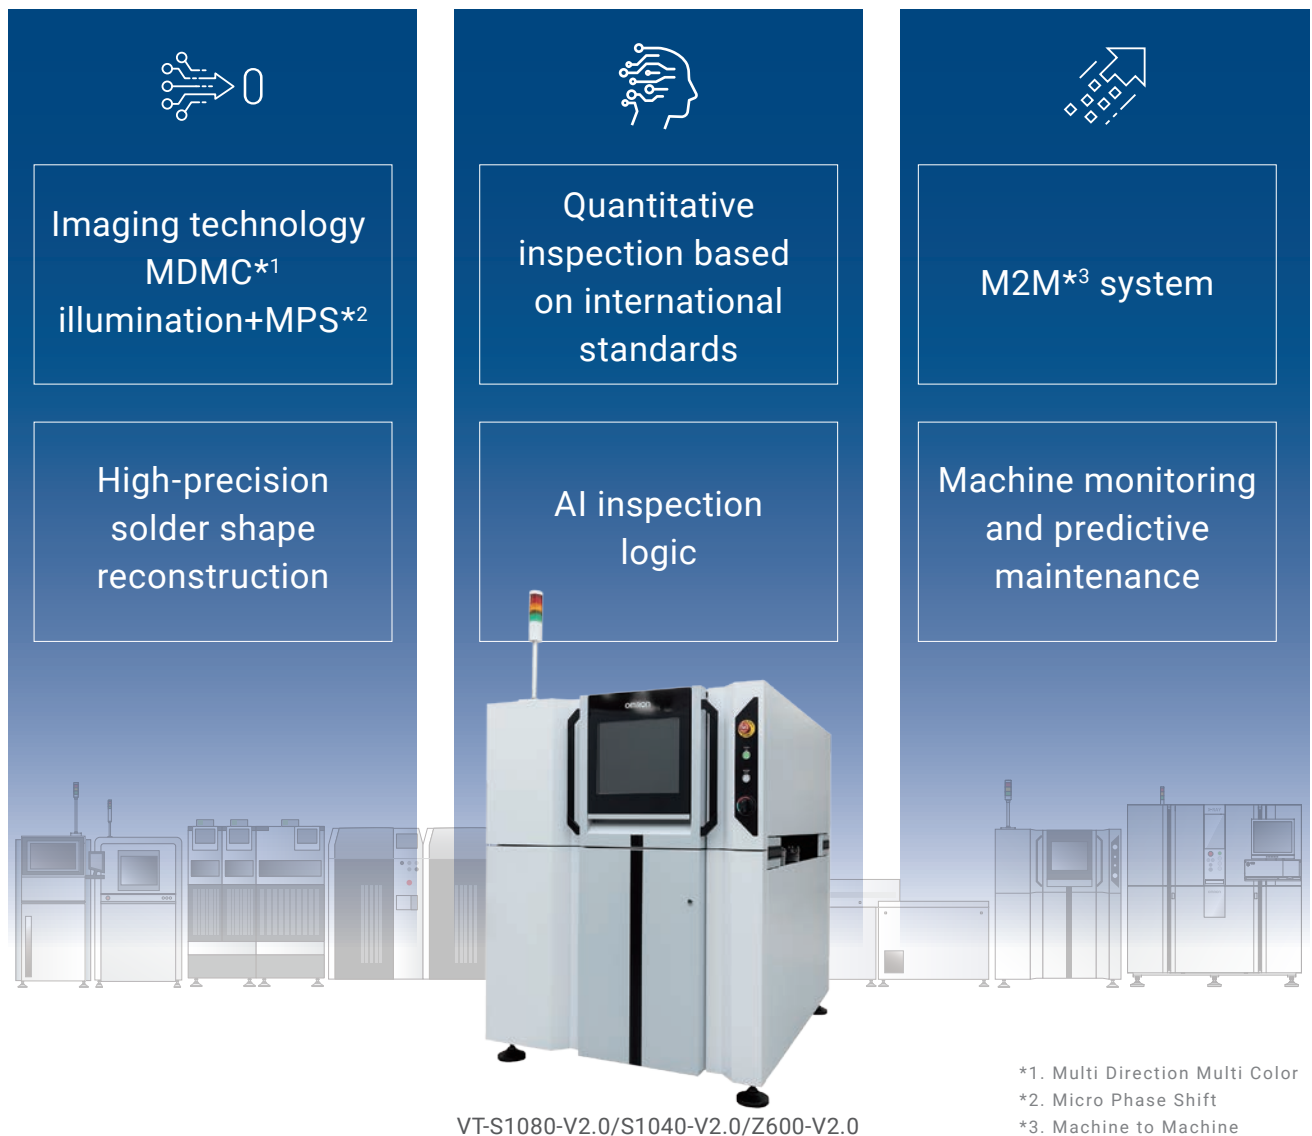 Imaging technology
MDMC*1
illumination+MPS*2
High-precision
solder shape
reconstruction
Quantitative
inspection based
on international
standards
AI inspection
logic
M2M*3 system
Machine monitoring
and predictive
maintenance
omron
VT-S1080-V2.0/S1040-V2.0/Z600-V2.0
*1. Multi Direction Multi Color
*2. Micro Phase Shift
*3. Machine to Machine